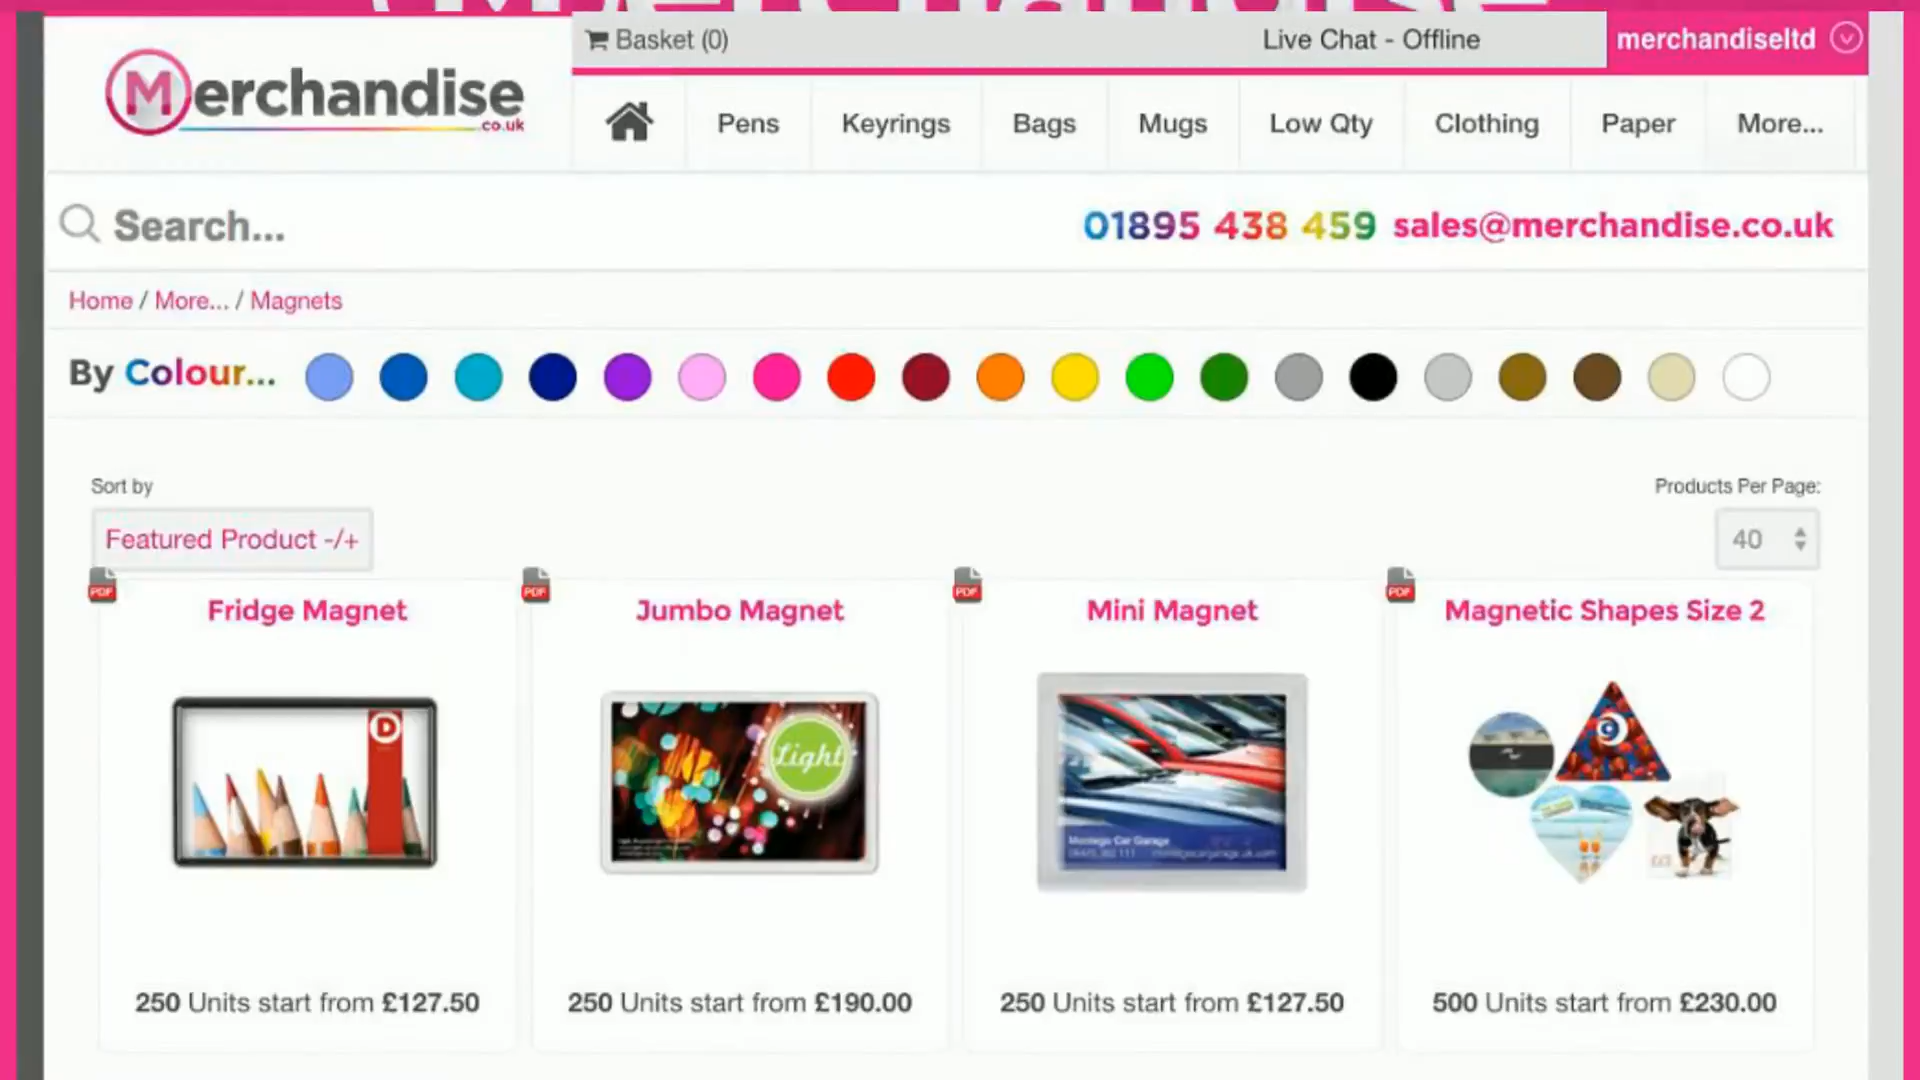 Merchandise
Basket (0)
Live Chat - Offline
merchandiseltd
Merchandise
.co.uk
Pens
Keyrings
Bags
Mugs
Low Qty
Clothing
Paper
More...
Search...
01895 438 459 sales@merchandise.co.uk
Home / More... / Magnets
By Colour...
Sort by
Products Per Page:
Featured Product -/+
40
PDF
PDF
PDF
PDF
Fridge Magnet
Jumbo Magnet
Mini Magnet
Magnetic Shapes Size 2
D
Light
Montego Car Garage
250 Units start from £127.50
250 Units start from £190.00
250 Units start from £127.50
500 Units start from £230.00